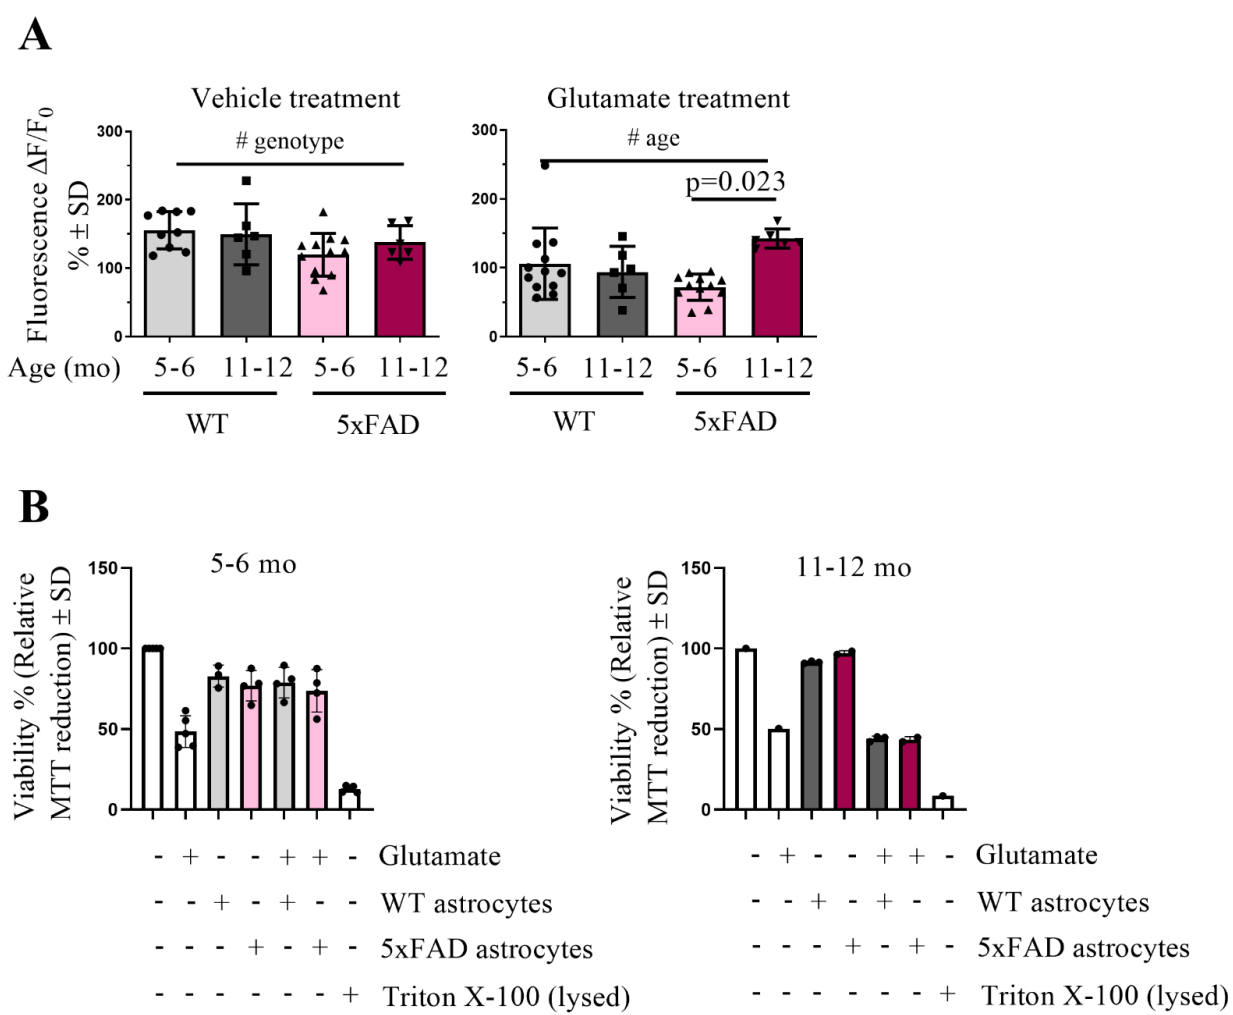 A
Vehicle treatment
Glutamate treatment
Fluorescence ΔF/F0
% ± SD
300
200
100
0
# genotype
300
200
100
0
# age
p=0.023
Age (mo)
5-6 11-12 5-6 11-12
5-6 11-12 5-6 11-12
WT 5xFAD
WT 5xFAD
B
5-6 mo
Viability % (Relative
MTT reduction) ± SD
150
100
50
0
- + - - + + - Glutamate
- - + - + - - WT astrocytes
- - - + - + - 5xFAD astrocytes
- - - - - - + Triton X-100 (lysed)
11-12 mo
Viability % (Relative
MTT reduction) ± SD
150
100
50
0
- + - - + + - Glutamate
- - + - + - - WT astrocytes
- - - + - + - 5xFAD astrocytes
- - - - - - + Triton X-100 (lysed)